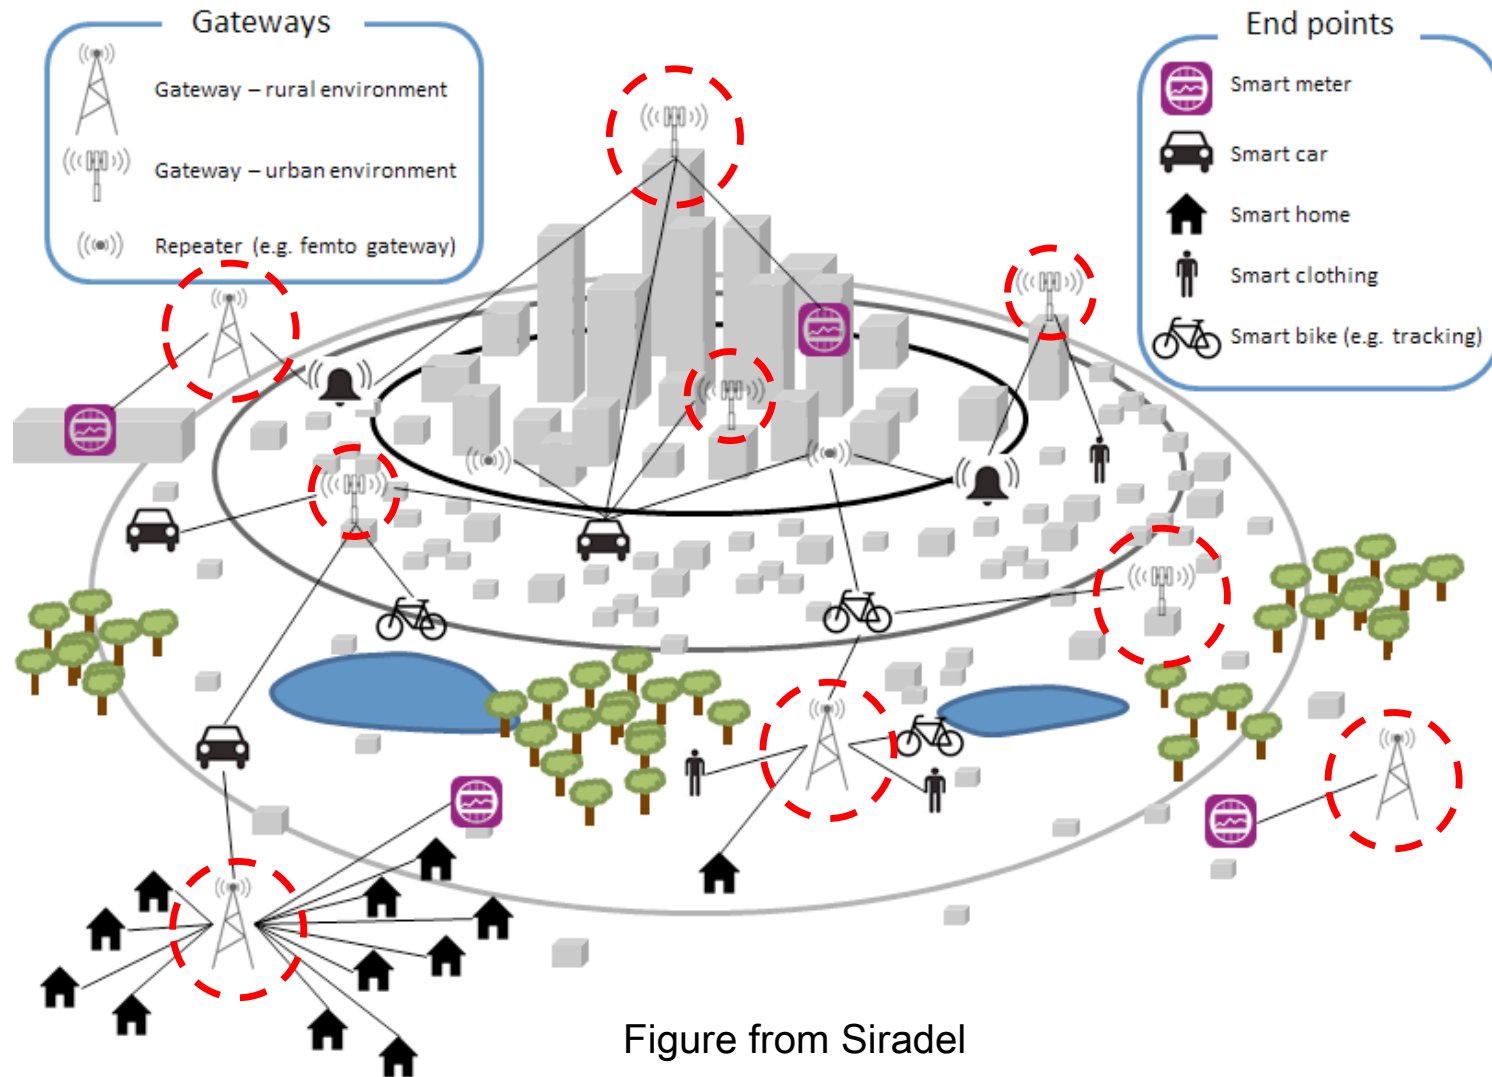 Gateways
Gateway – rural environment
Gateway – urban environment
Repeater (e.g. femto gateway)
End points
Smart meter
Smart car
Smart home
Smart clothing
Smart bike (e.g. tracking)
Figure from Siradel